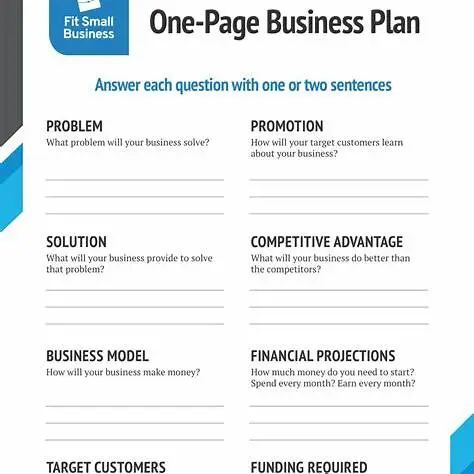 Fit Small
Business
One-Page Business Plan
Answer each question with one or two sentences
PROBLEM
What problem will your business solve?
SOLUTION
What will your business provide to solve
that problem?
BUSINESS MODEL
How will your business make money?
TARGET CUSTOMERS
PROMOTION
How will your target customers learn
about your business?
COMPETITIVE ADVANTAGE
What will your business do better than
the competitors?
FINANCIAL PROJECTIONS
How much money do you need to start?
Spend every month? Earn every month?
FUNDING REQUIRED